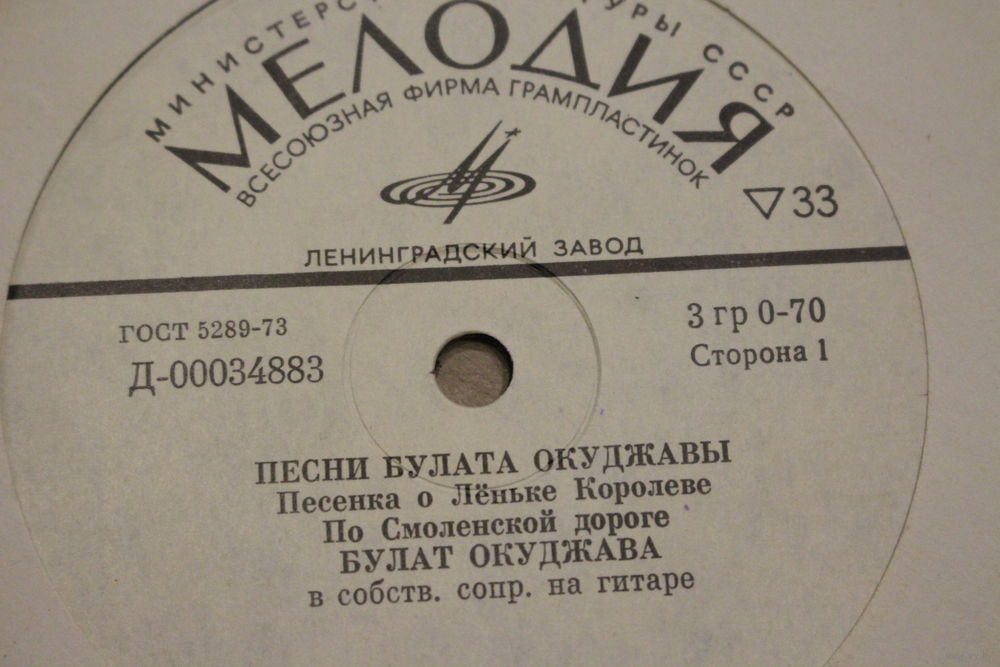 МИНИСТЕРСТ УРЫ СССР
МЕЛОДИЯ
ВСЕСОЮЗНАЯ ФИРМА ГРАМПЛАСТИНОК
▽33
ЛЕНИНГРАДСКИЙ ЗАВОД
ГОСТ 5289-73
Д-00034883
3 гр 0-70
Сторона 1
ПЕСНИ БУЛАТА ОКУДЖАВЫ
Песенка о Лёньке Королеве
По Смоленской дороге
БУЛАТ ОКУДЖАВА
в собств. сопр. на гитаре